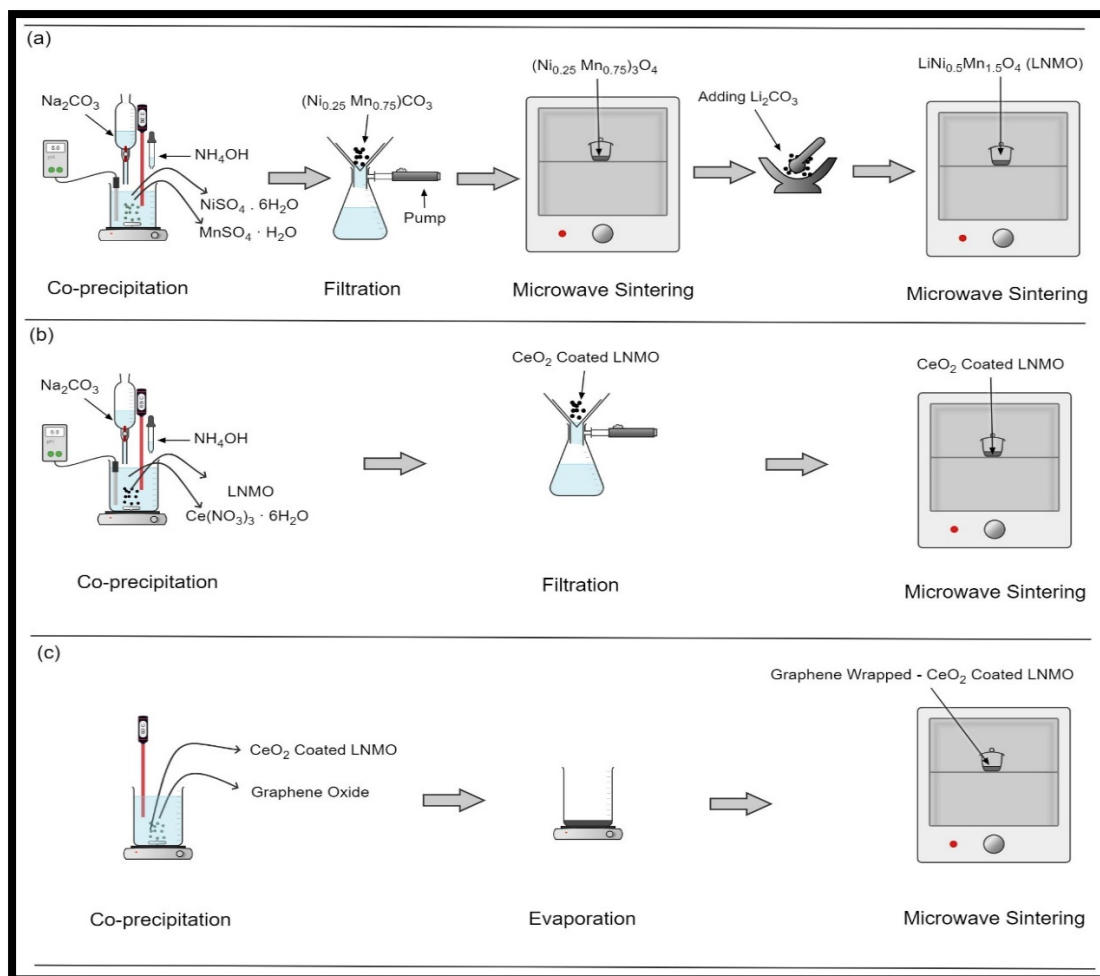 (a)
(Ni0.25 Mn0.75)3O4
LiNi0.5Mn1.5O4 (LNMO)
Na2CO3
(Ni0.25 Mn0.75)CO3
Adding Li2CO3
NH4OH
NiSO4 . 6H2O
Pump
MnSO4 · H2O
Co-precipitation
Filtration
Microwave Sintering
Microwave Sintering
(b)
CeO2 Coated LNMO
CeO2 Coated LNMO
Na2CO3
NH4OH
LNMO
Ce(NO3)3 · 6H2O
Co-precipitation
Filtration
Microwave Sintering
(c)
Graphene Wrapped - CeO2 Coated LNMO
CeO2 Coated LNMO
Graphene Oxide
Co-precipitation
Evaporation
Microwave Sintering